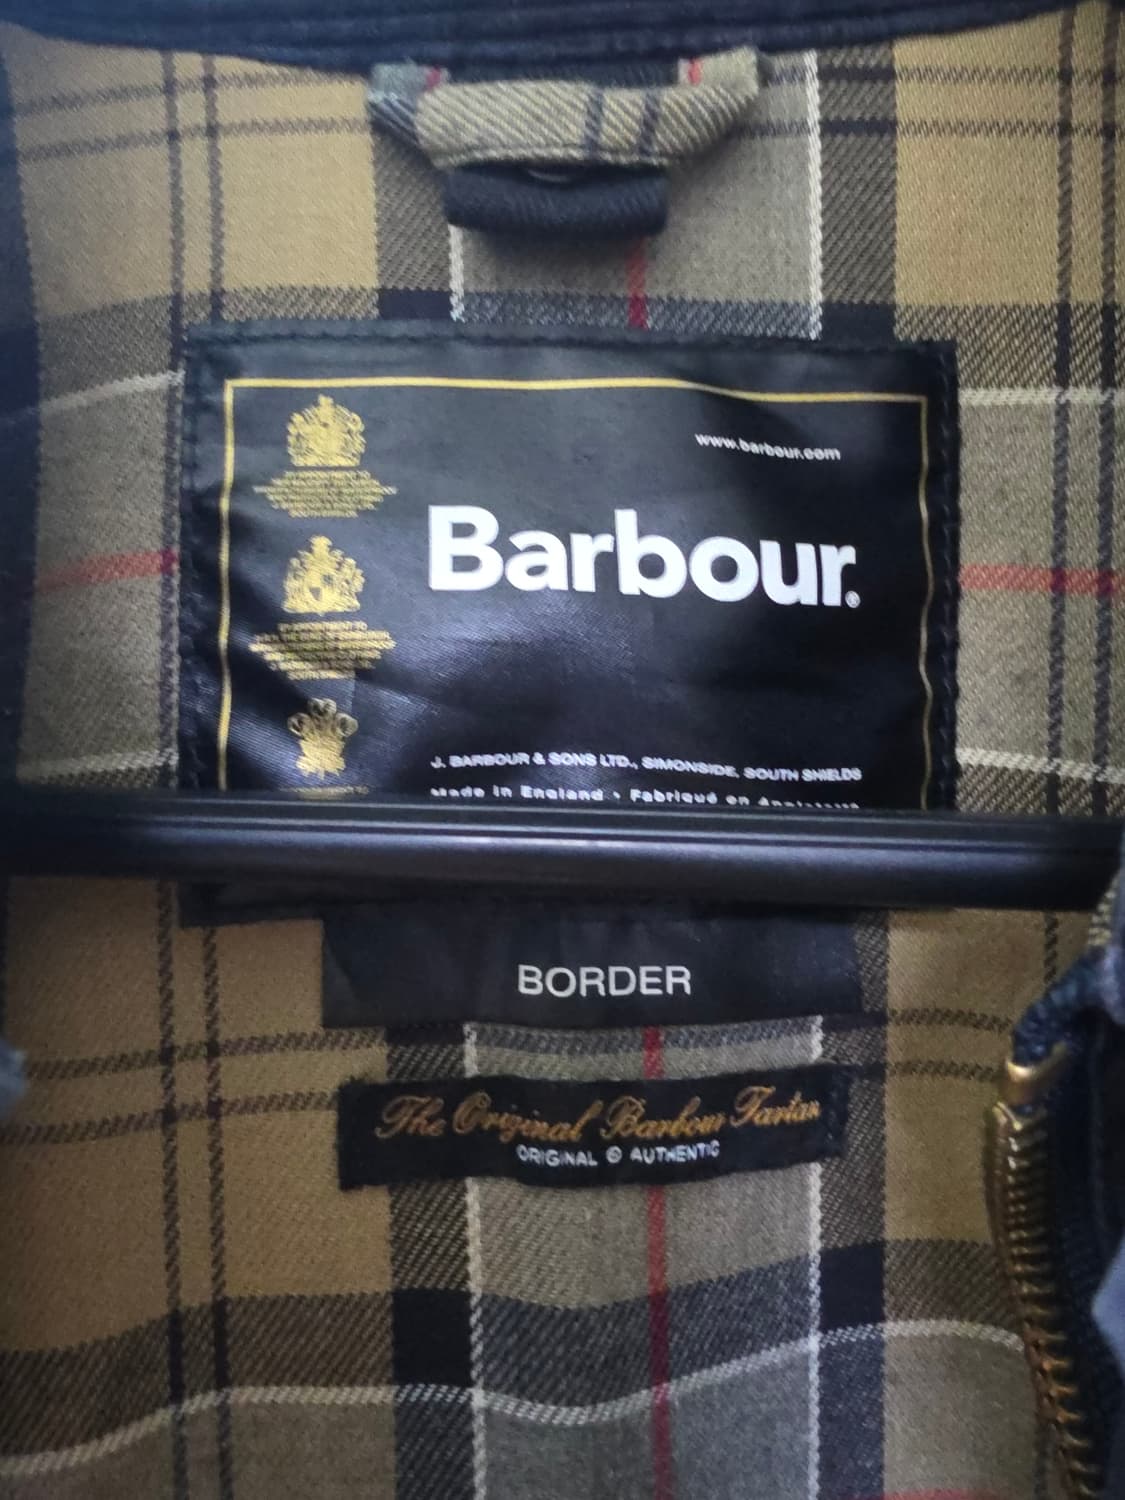 www.barbour.com
Barbour.®
J. BARBOUR & SONS LTD., SIMONSIDE, SOUTH SHIELDS
Made in England • Fabriqué en Angleterre
BORDER
The Original Barbour Tartan
ORIGINAL © AUTHENTIC